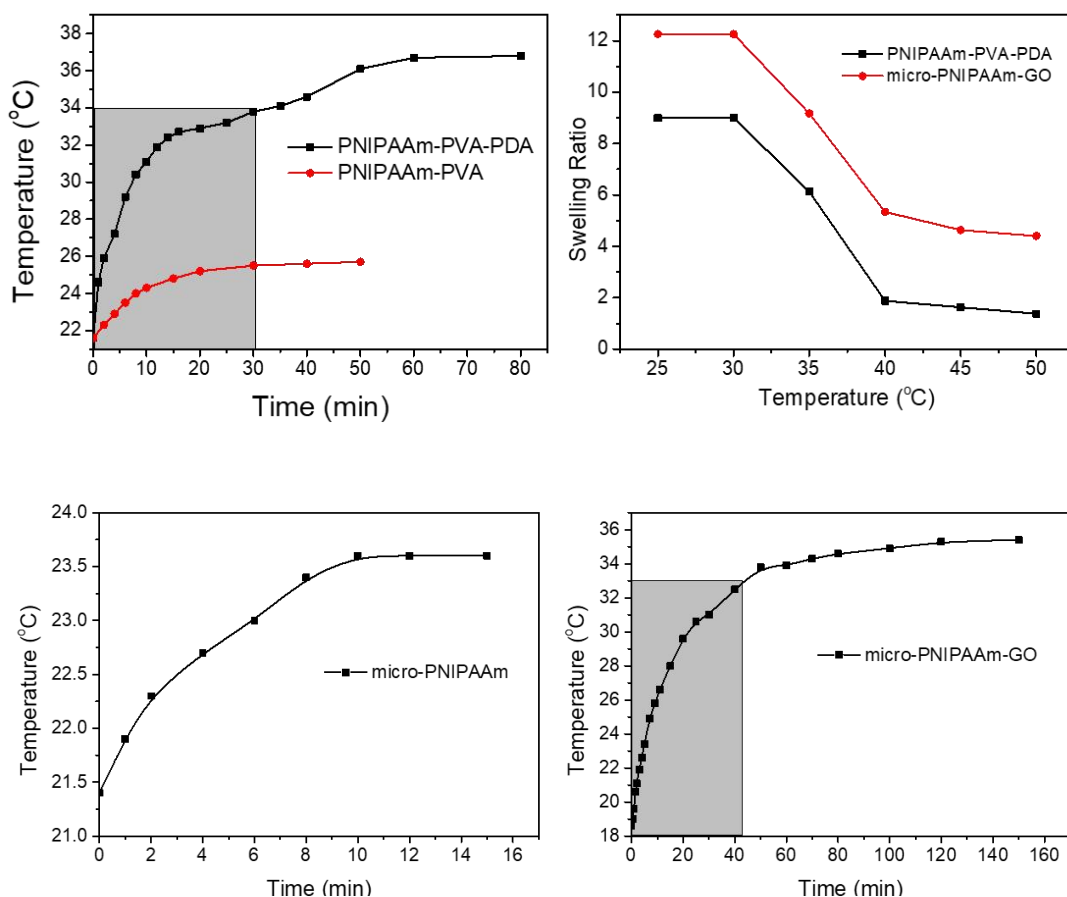 38
36
34
32
30
28
26
24
22
Temperature (°C)
PNIPAAm-PVA-PDA
PNIPAAm-PVA
0 10 20 30 40 50 60 70 80
Time (min)
12
10
8
6
4
2
0
Swelling Ratio
PNIPAAm-PVA-PDA
micro-PNIPAAm-GO
25 30 35 40 45 50
Temperature (°C)
24.0
23.5
23.0
22.5
22.0
21.5
21.0
Temperature (°C)
micro-PNIPAAm
0 2 4 6 8 10 12 14 16
Time (min)
36
34
32
30
28
26
24
22
20
18
Temperature (°C)
micro-PNIPAAm-GO
0 20 40 60 80 100 120 140 160
Time (min)